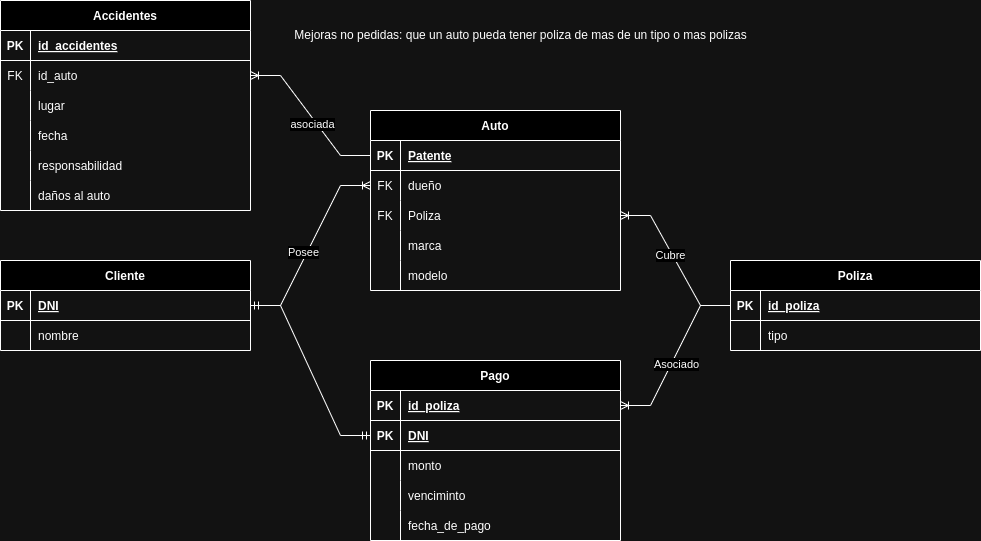 Accidentes
PK id_accidentes
FK id_auto
lugar
fecha
responsabilidad
daños al auto
Mejoras no pedidas: que un auto pueda tener poliza de mas de un tipo o mas polizas
asociada
Auto
PK Patente
FK dueño
FK Poliza
marca
modelo
Posee
Cubre
Cliente
PK DNI
nombre
Poliza
PK id_poliza
tipo
Asociado
Pago
PK id_poliza
PK DNI
monto
venciminto
fecha_de_pago